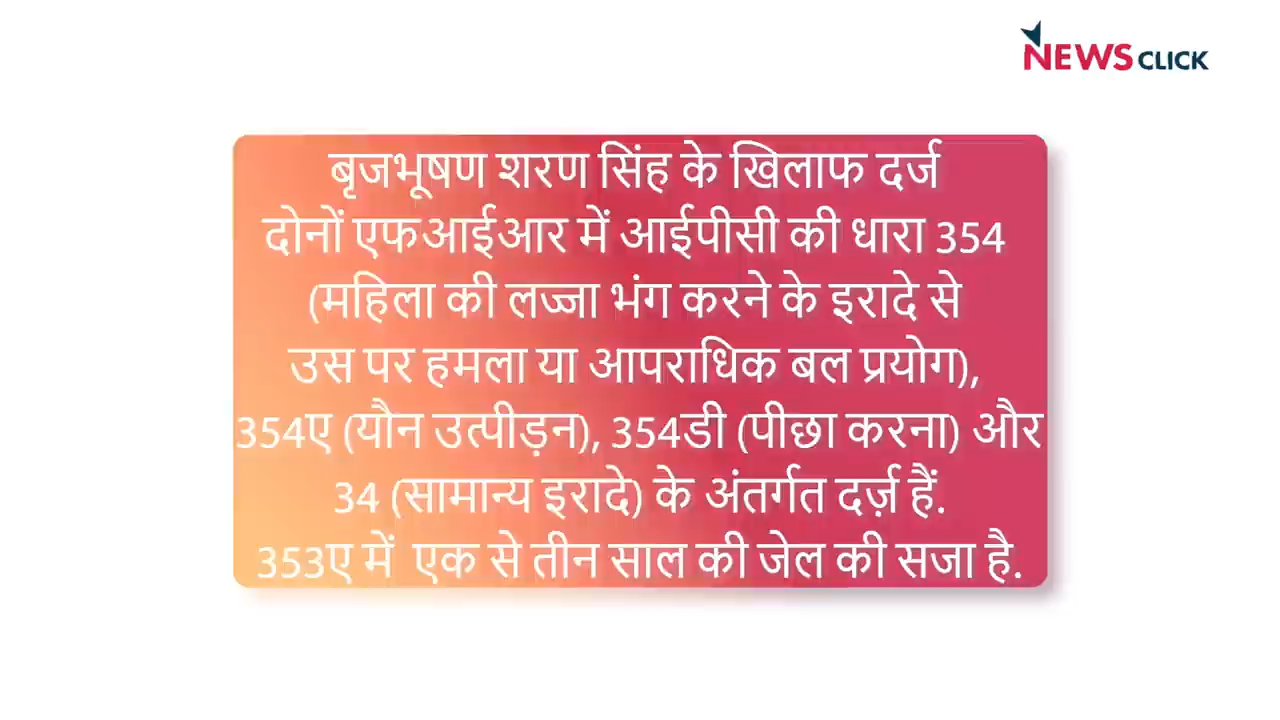 NEWSCLICK
बृजभूषण शरण सिंह के खिलाफ दर्ज
दोनों एफआईआर में आईपीसी की धारा 354
(महिला की लज्जा भंग करने के इरादे से
उस पर हमला या आपराधिक बल प्रयोग),
354ए (यौन उत्पीड़न), 354डी (पीछा करना) और
34 (सामान्य इरादे) के अंतर्गत दर्ज़ हैं.
353ए में एक से तीन साल की जेल की सजा है.